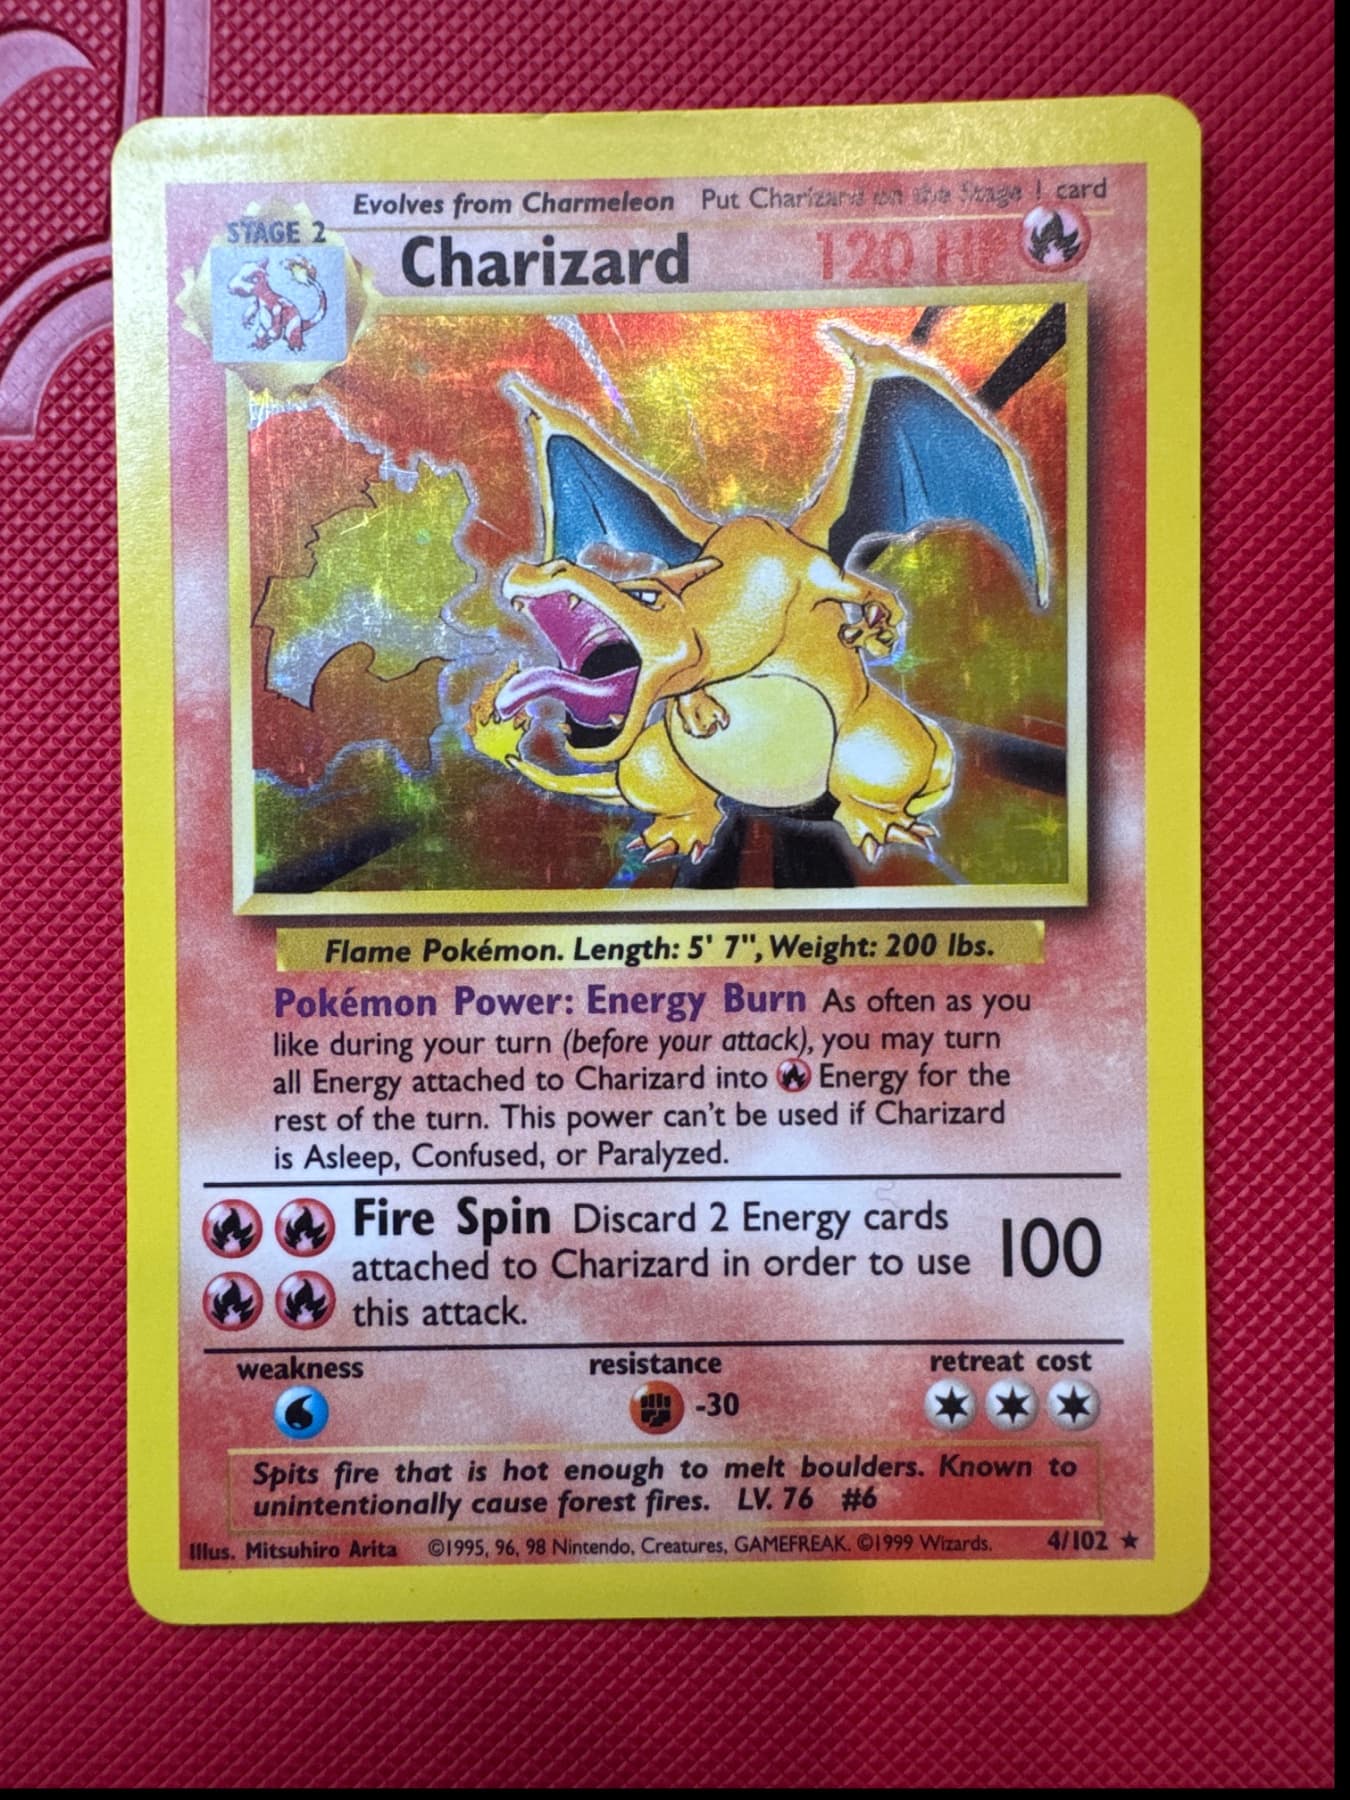 Evolves from Charmeleon Put Charizard on the Stage 1 card
STAGE 2
Charizard 120 HP
Flame Pokémon. Length: 5' 7", Weight: 200 lbs.
Pokémon Power: Energy Burn As often as you
like during your turn (before your attack), you may turn
all Energy attached to Charizard into Energy for the
rest of the turn. This power can't be used if Charizard
is Asleep, Confused, or Paralyzed.
Fire Spin Discard 2 Energy cards
attached to Charizard in order to use
this attack.
100
weakness resistance retreat cost
-30
Spits fire that is hot enough to melt boulders. Known to
unintentionally cause forest fires. LV. 76 #6
Illus. Mitsuhiro Arita ©1995, 96, 98 Nintendo, Creatures, GAMEFREAK. ©1999 Wizards. 4/102 ★